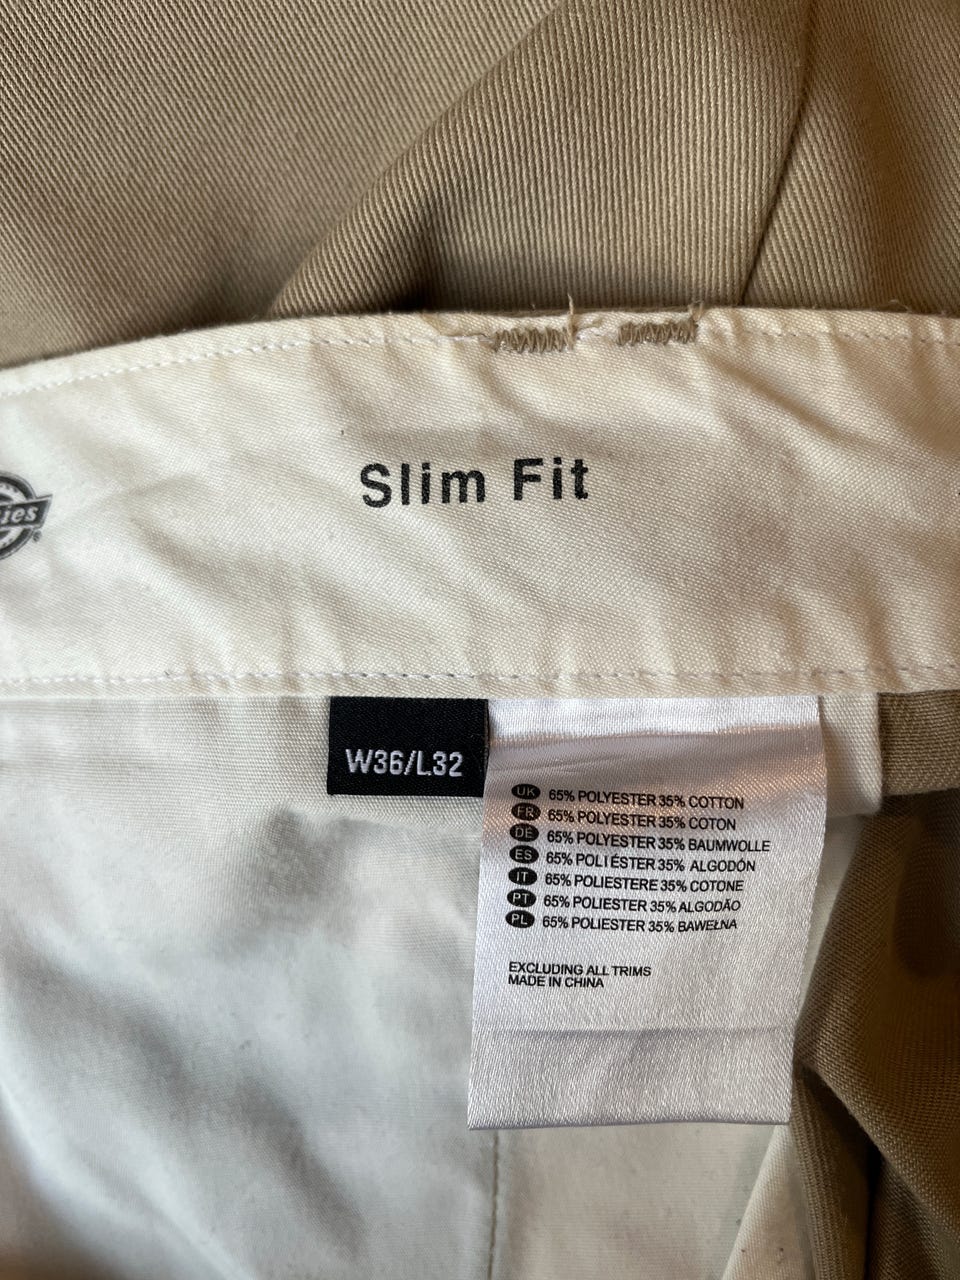 Slim Fit
ies
W36/L32
UK 65% POLYESTER 35% COTTON
FR 65% POLYESTER 35% COTON
DE 65% POLYESTER 35% BAUMWOLLE
ES 65% POLIÉSTER 35% ALGODÓN
IT 65% POLIESTERE 35% COTONE
PT 65% POLIESTER 35% ALGODÃO
PL 65% POLIESTER 35% BAWEŁNA
EXCLUDING ALL TRIMS
MADE IN CHINA